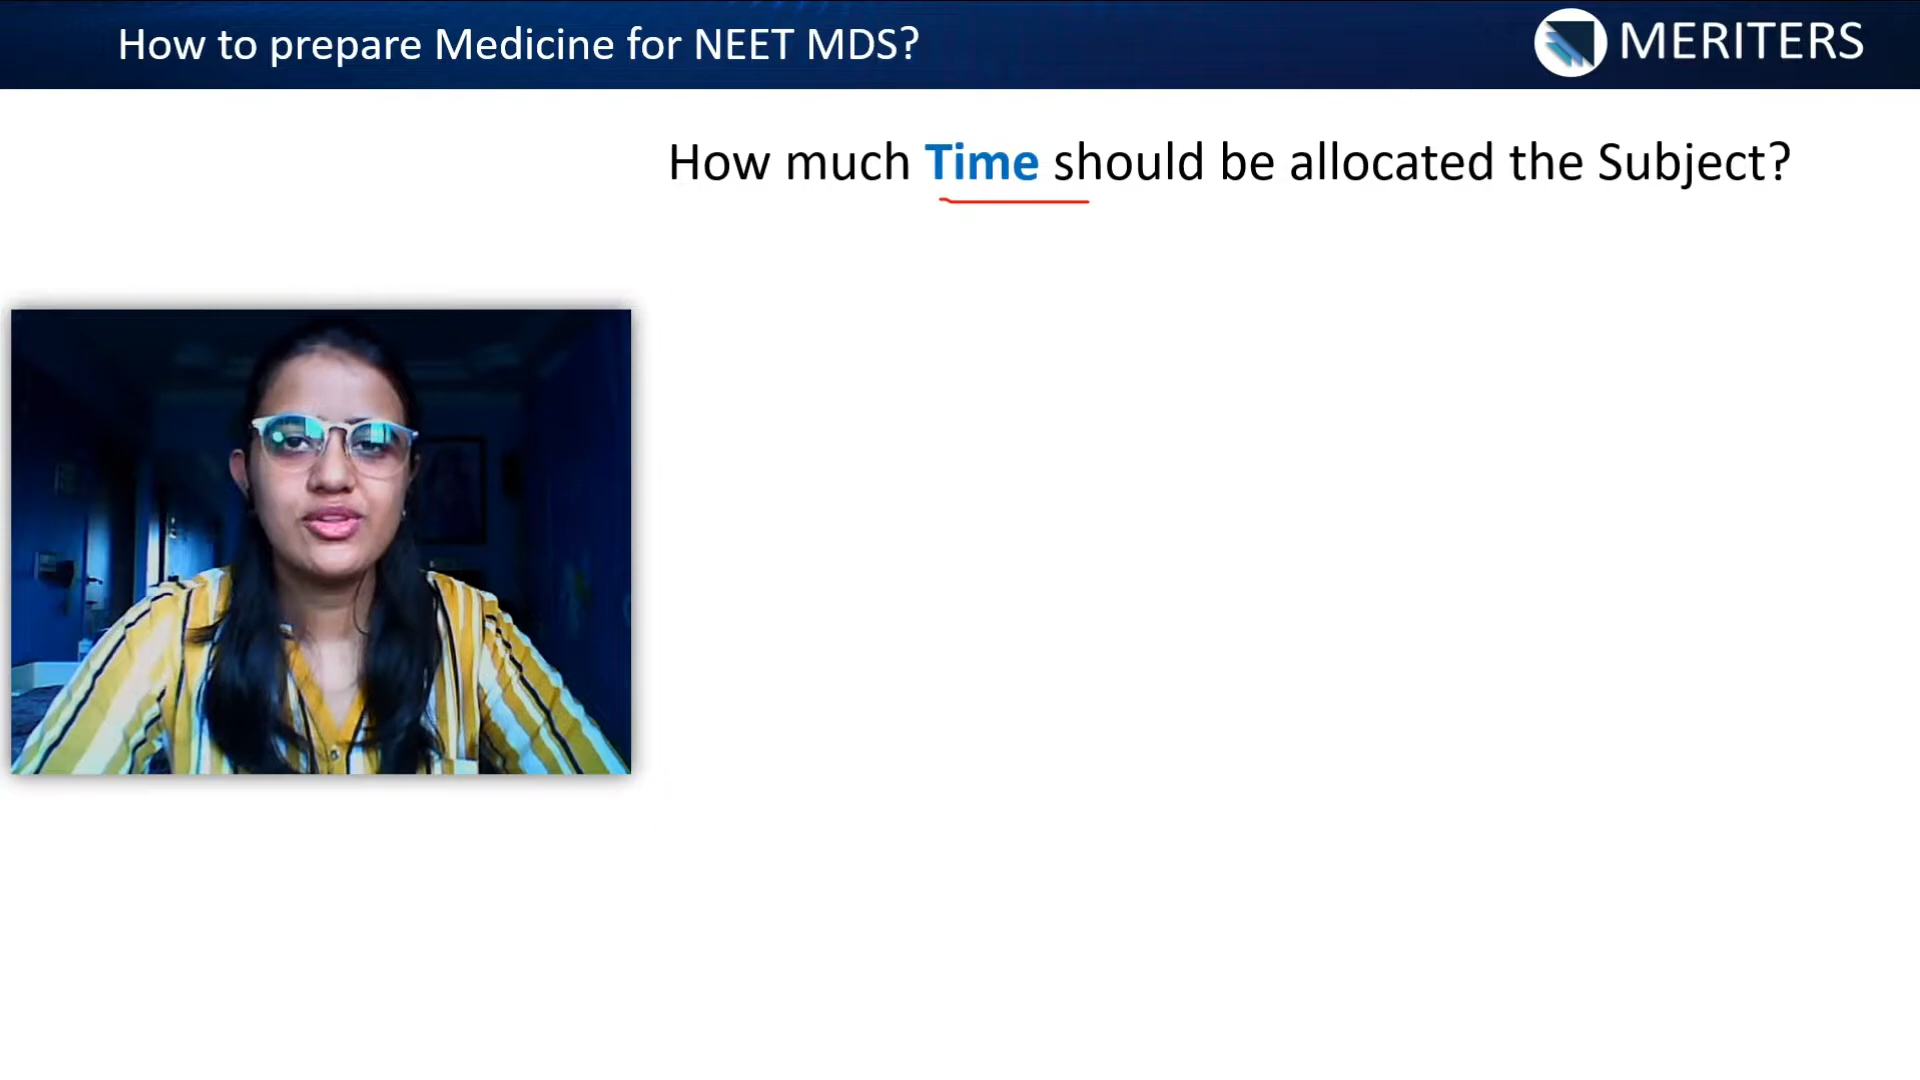 How to prepare Medicine for NEET MDS?
MERITERS
How much Time should be allocated the Subject?